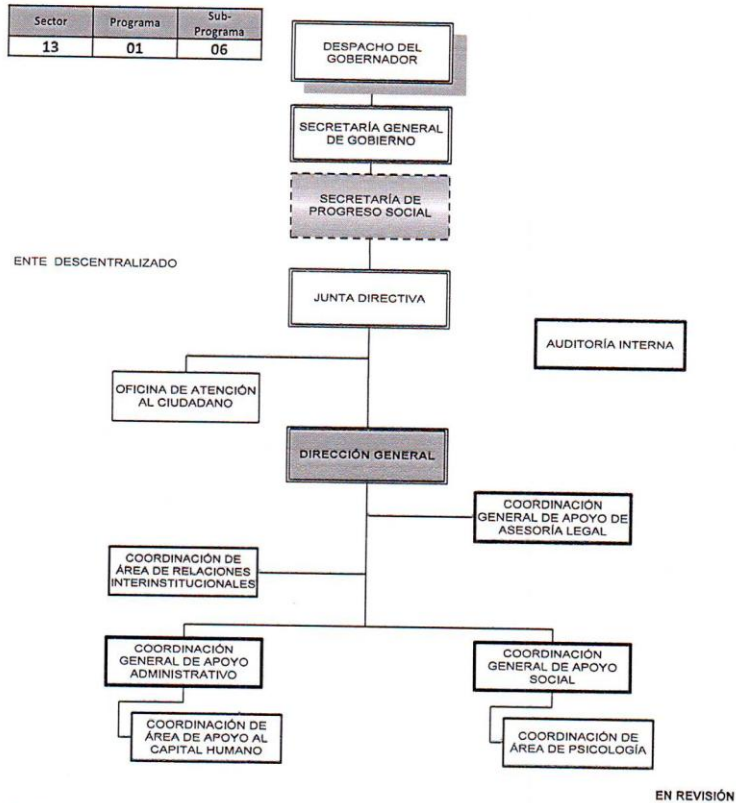 Sector Programa Sub-
Programa
13 01 06
DESPACHO DEL
GOBERNADOR
SECRETARÍA GENERAL
DE GOBIERNO
SECRETARÍA DE
PROGRESO SOCIAL
ENTE DESCENTRALIZADO
JUNTA DIRECTIVA
AUDITORÍA INTERNA
OFICINA DE ATENCIÓN
AL CIUDADANO
DIRECCIÓN GENERAL
COORDINACIÓN
GENERAL DE APOYO DE
ASESORÍA LEGAL
COORDINACIÓN DE
ÁREA DE RELACIONES
INTERINSTITUCIONALES
COORDINACIÓN
GENERAL DE APOYO
ADMINISTRATIVO
COORDINACIÓN
GENERAL DE APOYO
SOCIAL
COORDINACIÓN DE
ÁREA DE APOYO AL
CAPITAL HUMANO
COORDINACIÓN DE
ÁREA DE PSICOLOGÍA
EN REVISIÓN